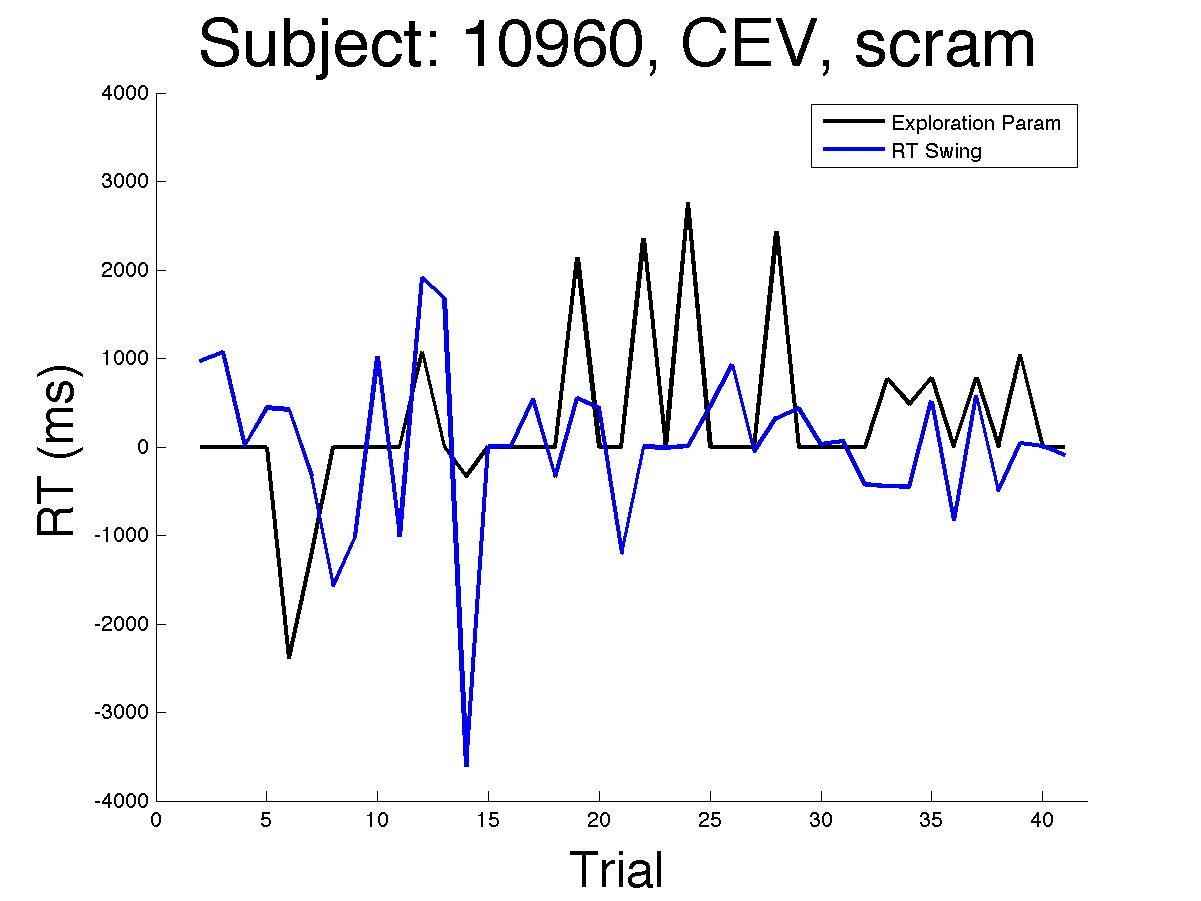 Subject: 10960, CEV, scram
4000
3000
2000
1000
0
-1000
-2000
-3000
-4000
RT (ms)
Exploration Param
RT Swing
0 5 10 15 20 25 30 35 40
Trial